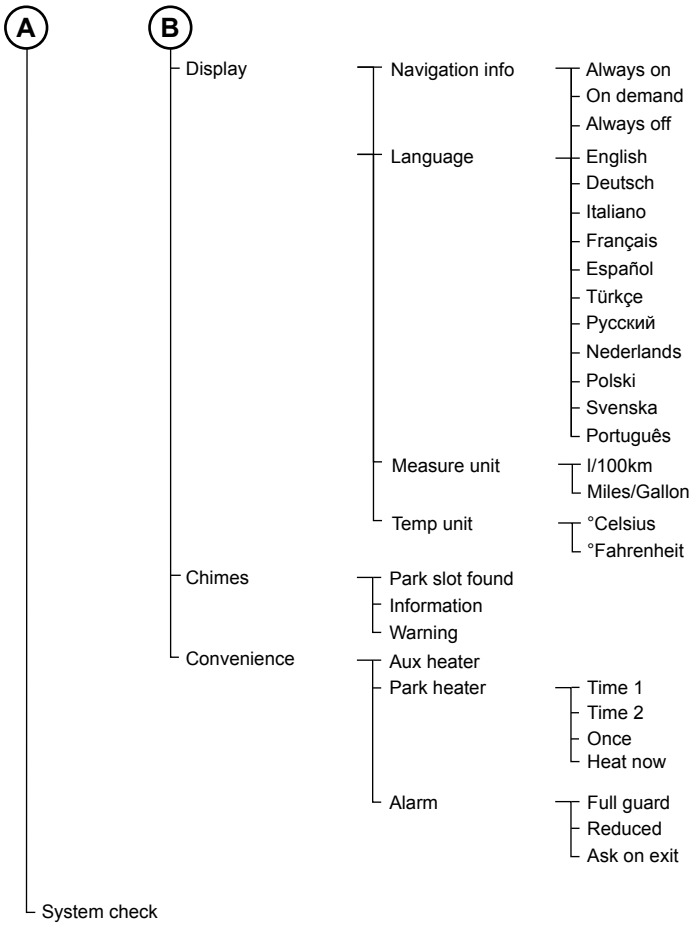 A B
Display Navigation info Always on
On demand
Always off
Language English
Deutsch
Italiano
Français
Español
Türkçe
Русский
Nederlands
Polski
Svenska
Português
Measure unit l/100km
Miles/Gallon
Temp unit °Celsius
°Fahrenheit
Chimes Park slot found
Information
Warning
Convenience Aux heater
Park heater Time 1
Time 2
Once
Heat now
Alarm Full guard
Reduced
Ask on exit
System check